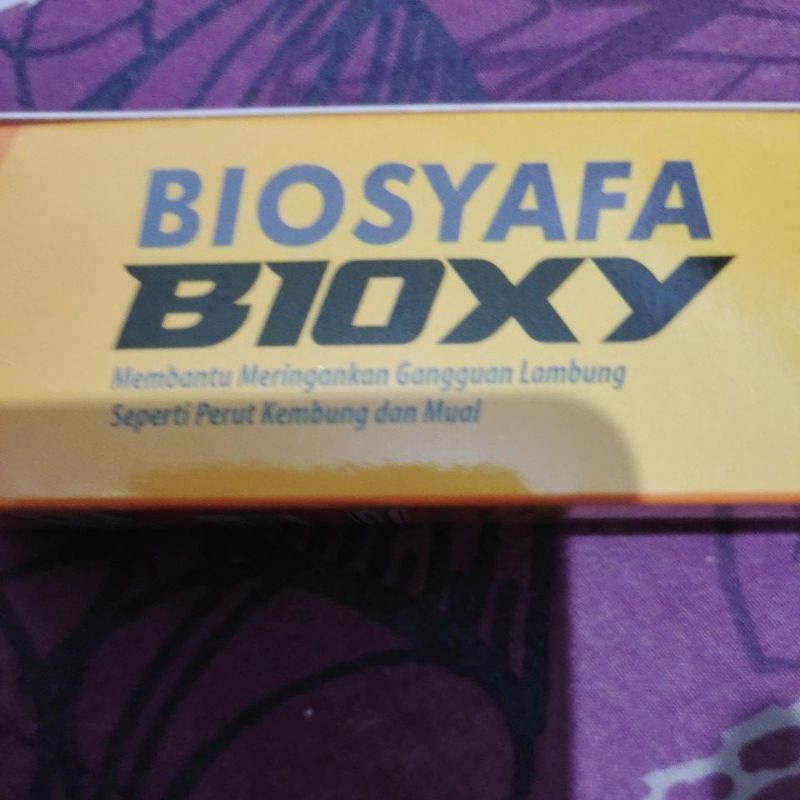 BIOSYAFA
BIOXY
Membantu Meringankan Gangguan Lambung
Seperti Perut Kembung dan Mual